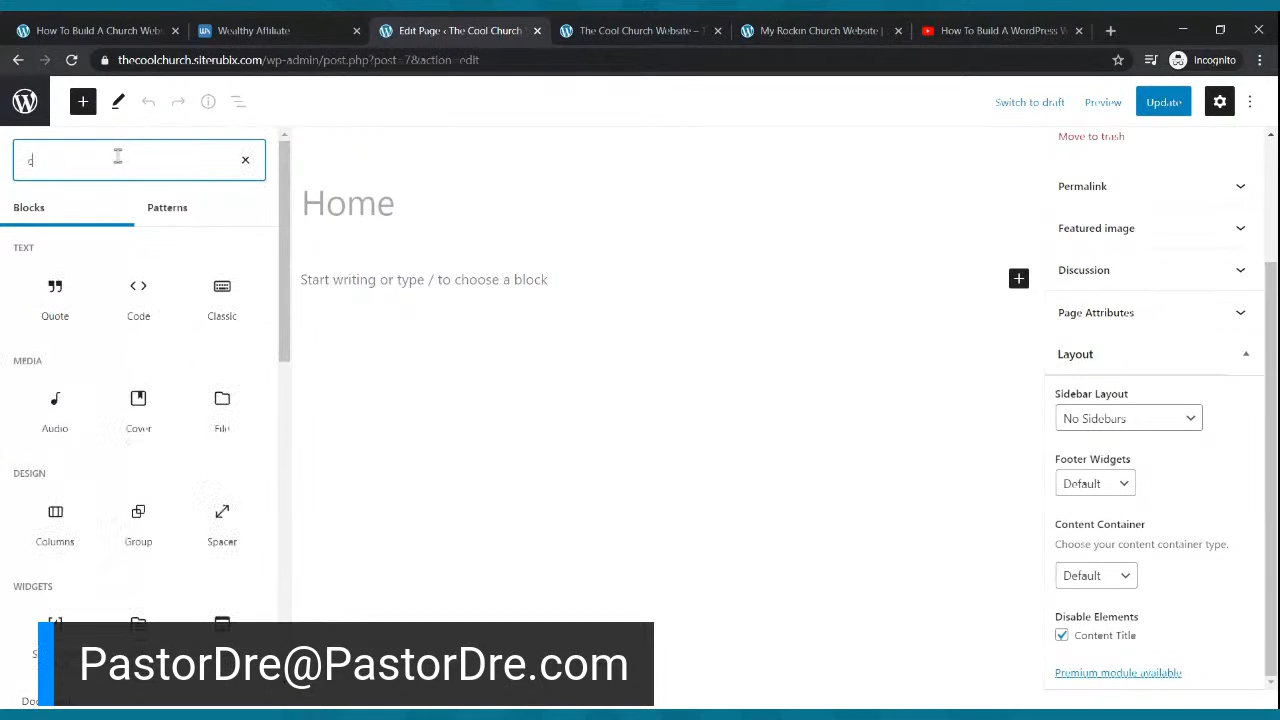 How To Build A Church Webs
Wealthy Affiliate
Edit Page ‹ The Cool Church
The Cool Church Website – T
My Rockin Church Website |
How To Build A WordPress W
thecoolchurch.siterubix.com/wp-admin/post.php?post=7&action=edit
Incognito
Switch to draft
Preview
Update
c
Blocks
Patterns
TEXT
Quote
Code
Classic
MEDIA
Audio
Cover
File
DESIGN
Columns
Group
Spacer
WIDGETS
Home
Start writing or type / to choose a block
Move to trash
Permalink
Featured image
Discussion
Page Attributes
Layout
Sidebar Layout
No Sidebars
Footer Widgets
Default
Content Container
Choose your content container type.
Default
Disable Elements
Content Title
Premium module available
PastorDre@PastorDre.com